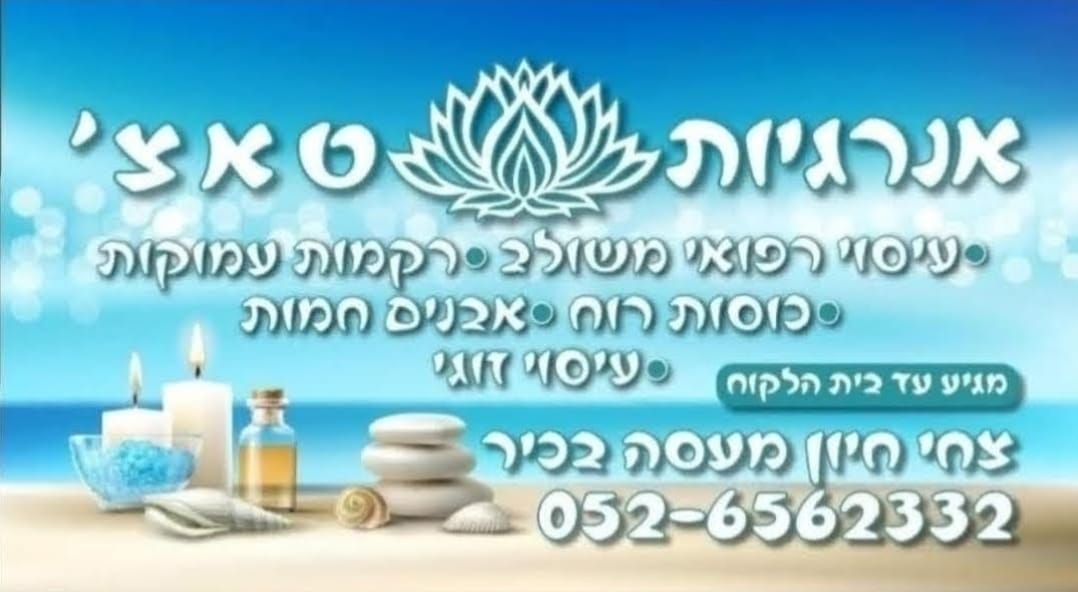 אנרגיות טאצ'
•עיסוי רפואי משולב •רקמות עמוקות
•כוסות רוח •אבנים חמות
•עיסוי זוגי
מגיע עד בית הלקוח
צחי חיון מעסה בכיר
052-6562332